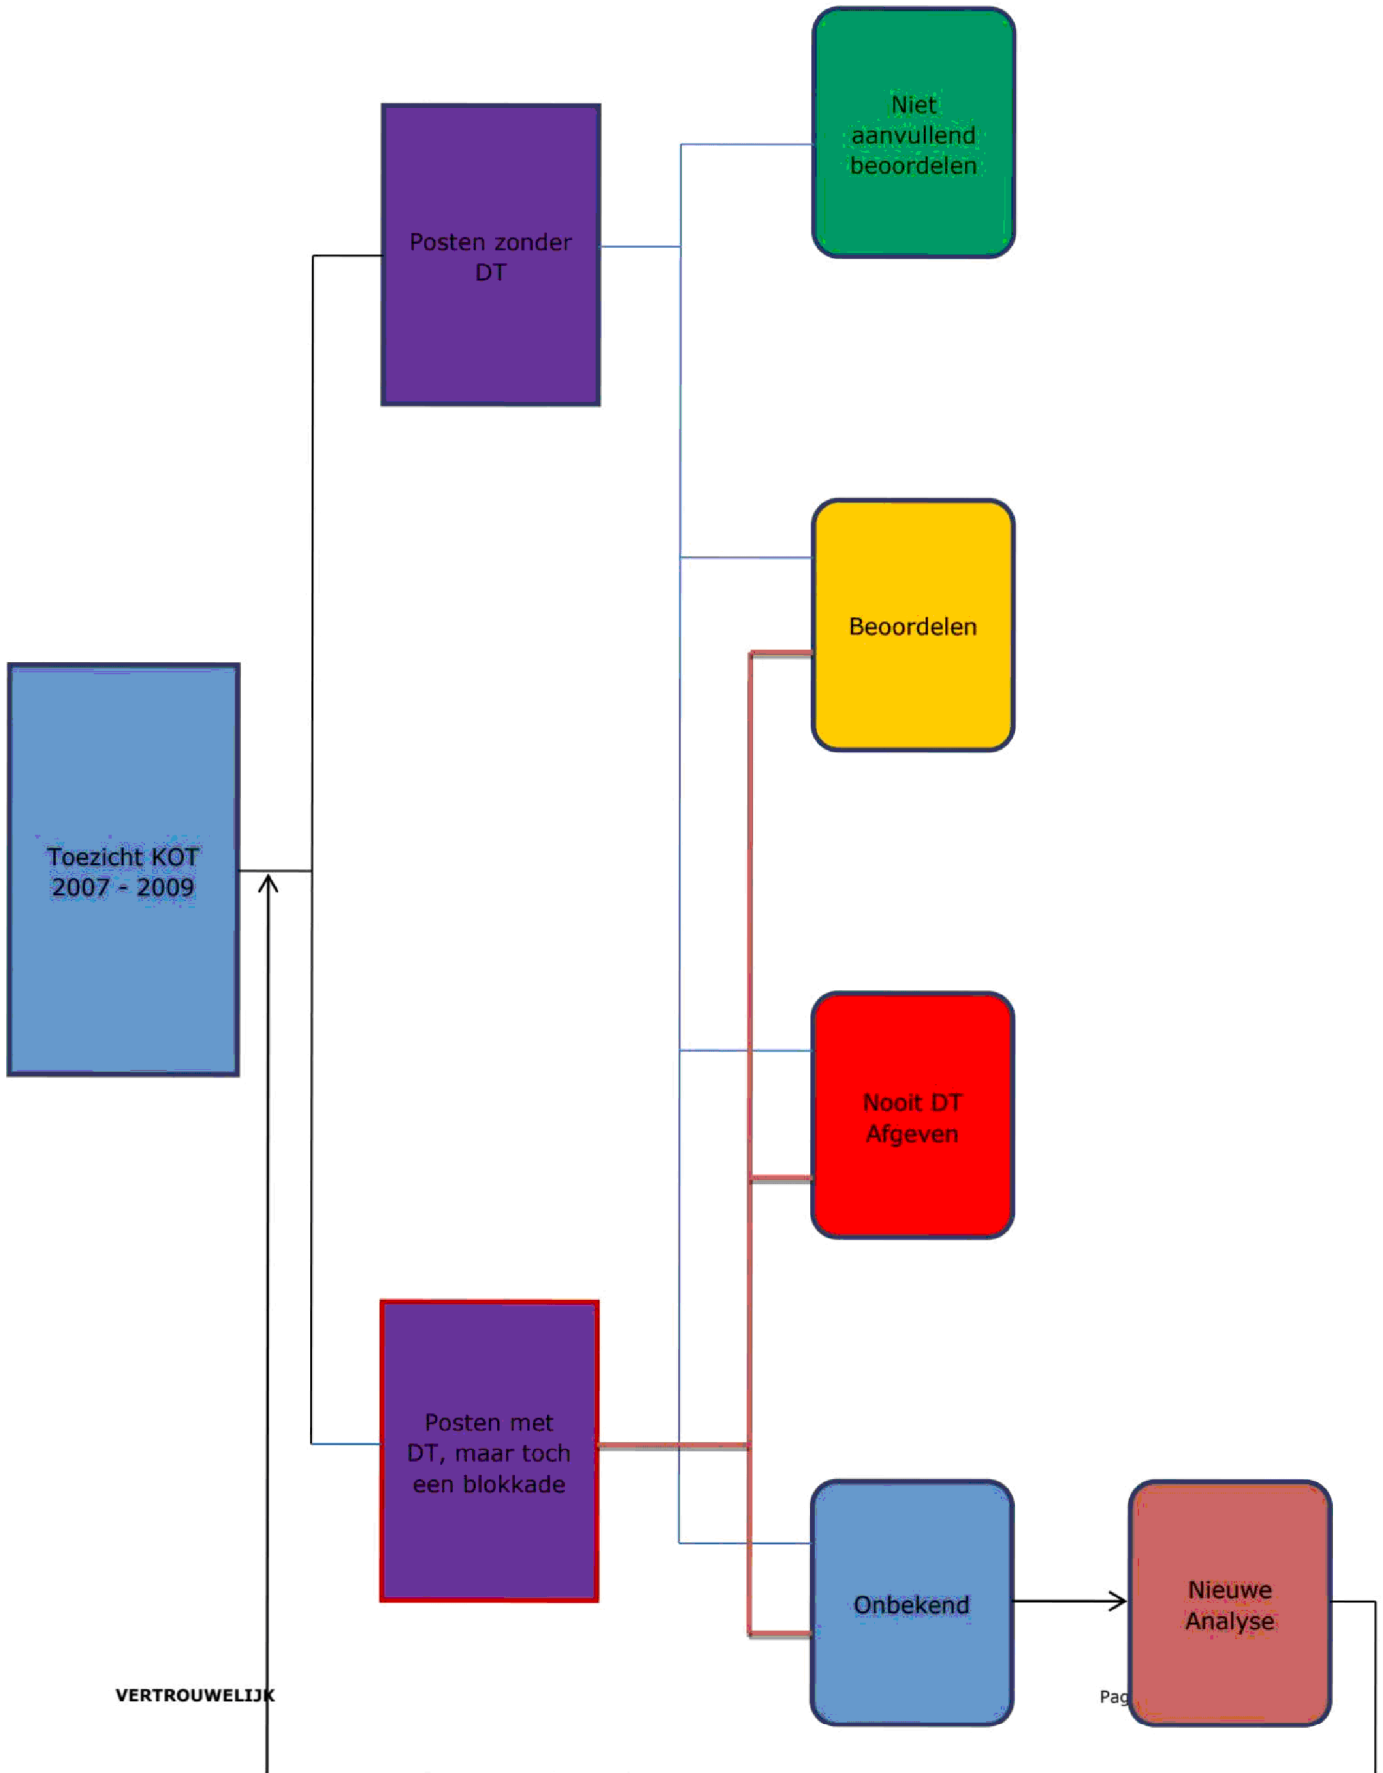 Niet
aanvullend
beoordelen
Posten zonder
DT
Beoordelen
Toezicht KOT
2007 - 2009
Nooit DT
Afgeven
Posten met
DT, maar toch
een blokkade
Onbekend
Nieuwe
Analyse
VERTROUWELIJK
Pag